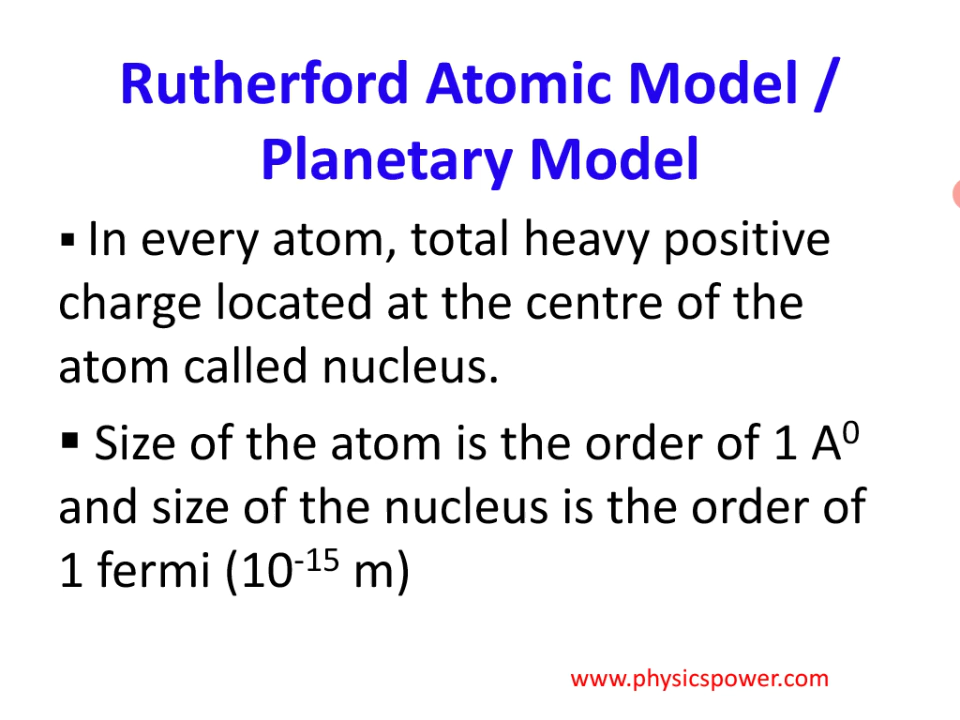 Rutherford Atomic Model /
Planetary Model
▪ In every atom, total heavy positive
charge located at the centre of the
atom called nucleus.
▪ Size of the atom is the order of 1 A⁰
and size of the nucleus is the order of
1 fermi (10⁻¹⁵ m)
www.physicspower.com